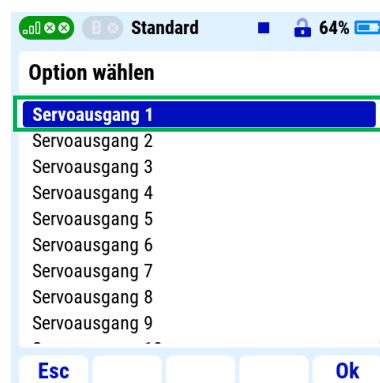 B Standard 64%
Option wählen
Servoausgang 1
Servoausgang 2
Servoausgang 3
Servoausgang 4
Servoausgang 5
Servoausgang 6
Servoausgang 7
Servoausgang 8
Servoausgang 9
Esc Ok